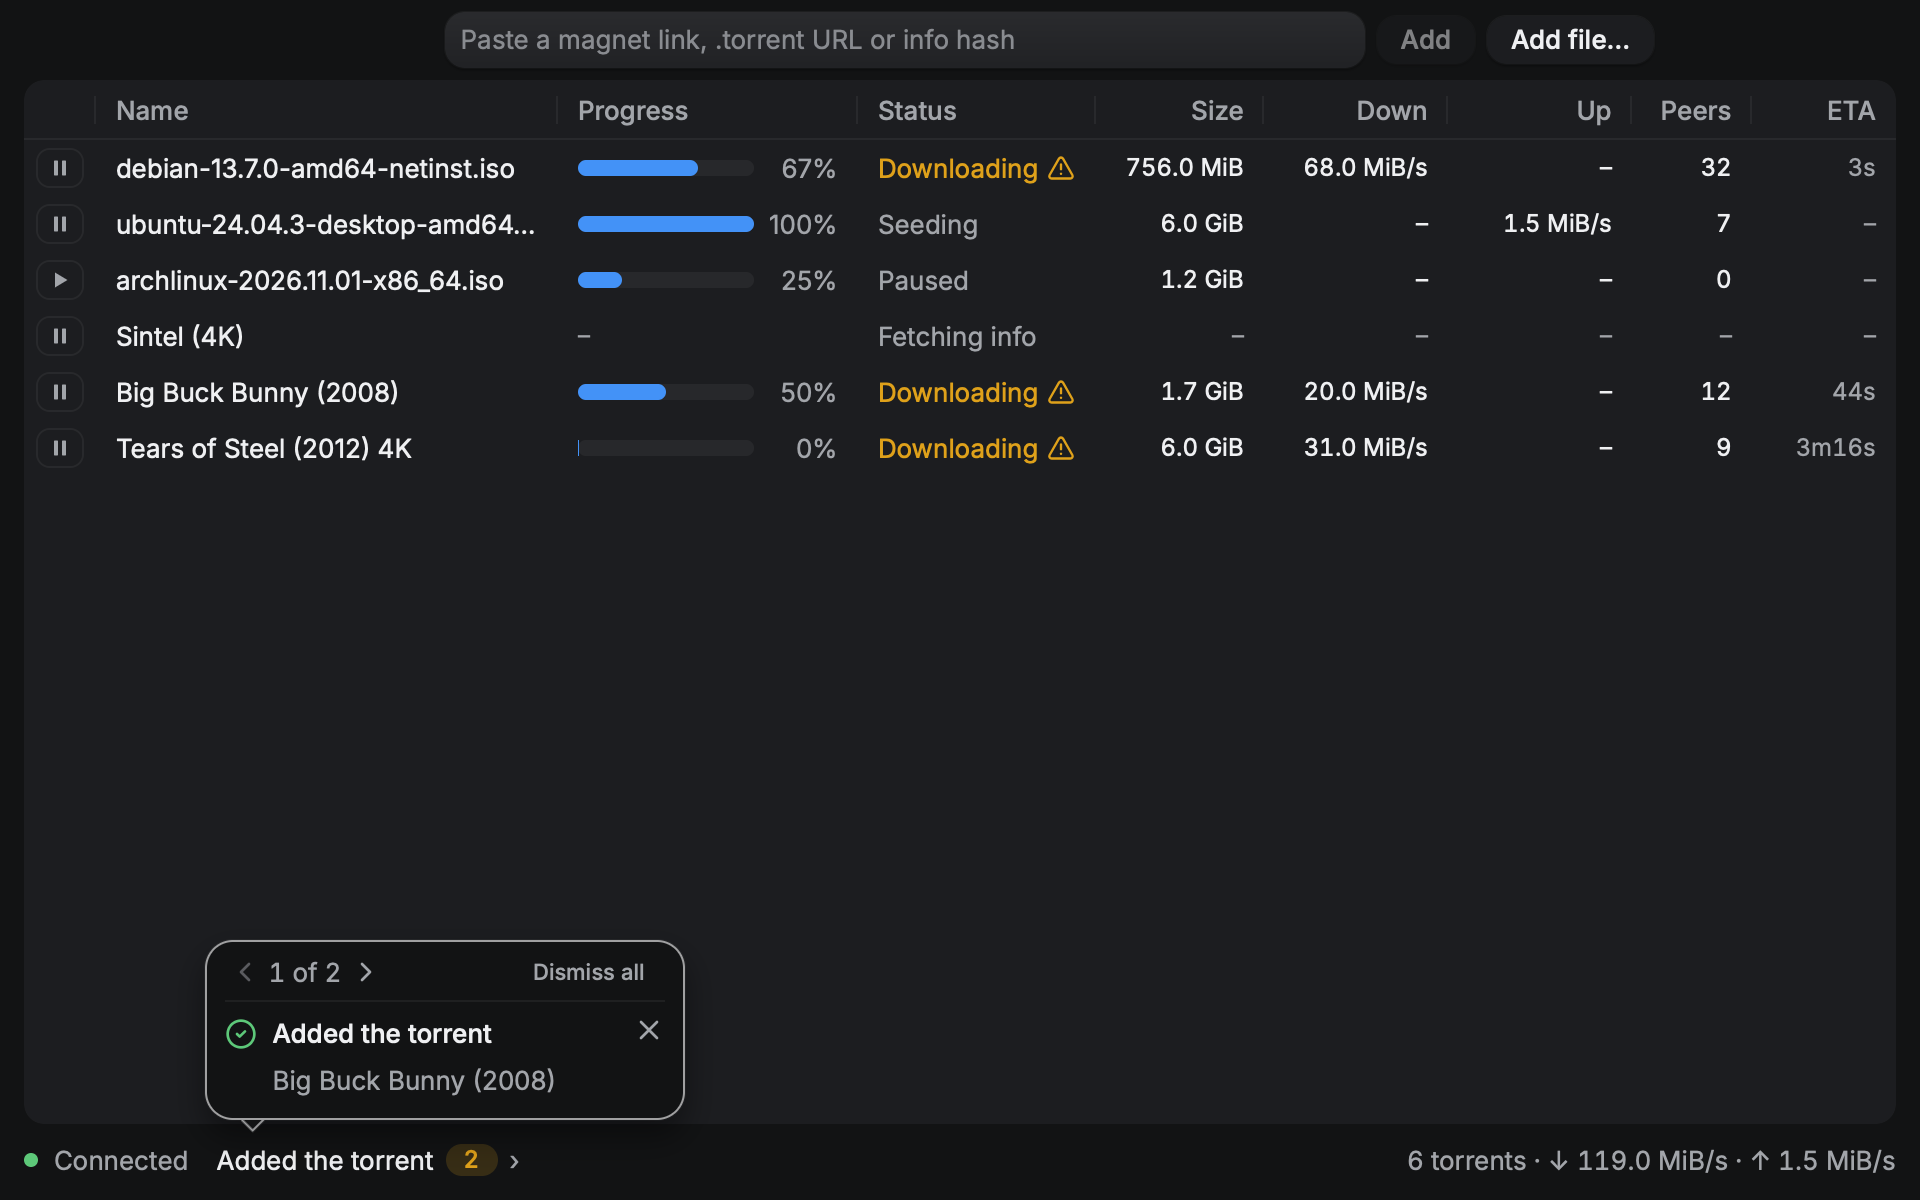 Paste a magnet link, .torrent URL or info hash Add Add file...
Name Progress Status Size Down Up Peers ETA
debian-13.7.0-amd64-netinst.iso 67% Downloading 756.0 MiB 68.0 MiB/s – 32 3s
ubuntu-24.04.3-desktop-amd64... 100% Seeding 6.0 GiB – 1.5 MiB/s 7 –
archlinux-2026.11.01-x86_64.iso 25% Paused 1.2 GiB – – 0 –
Sintel (4K) – Fetching info – – – – –
Big Buck Bunny (2008) 50% Downloading 1.7 GiB 20.0 MiB/s – 12 44s
Tears of Steel (2012) 4K 0% Downloading 6.0 GiB 31.0 MiB/s – 9 3m16s
1 of 2 Dismiss all
Added the torrent
Big Buck Bunny (2008)
Connected Added the torrent 2 › 6 torrents · ↓ 119.0 MiB/s · ↑ 1.5 MiB/s